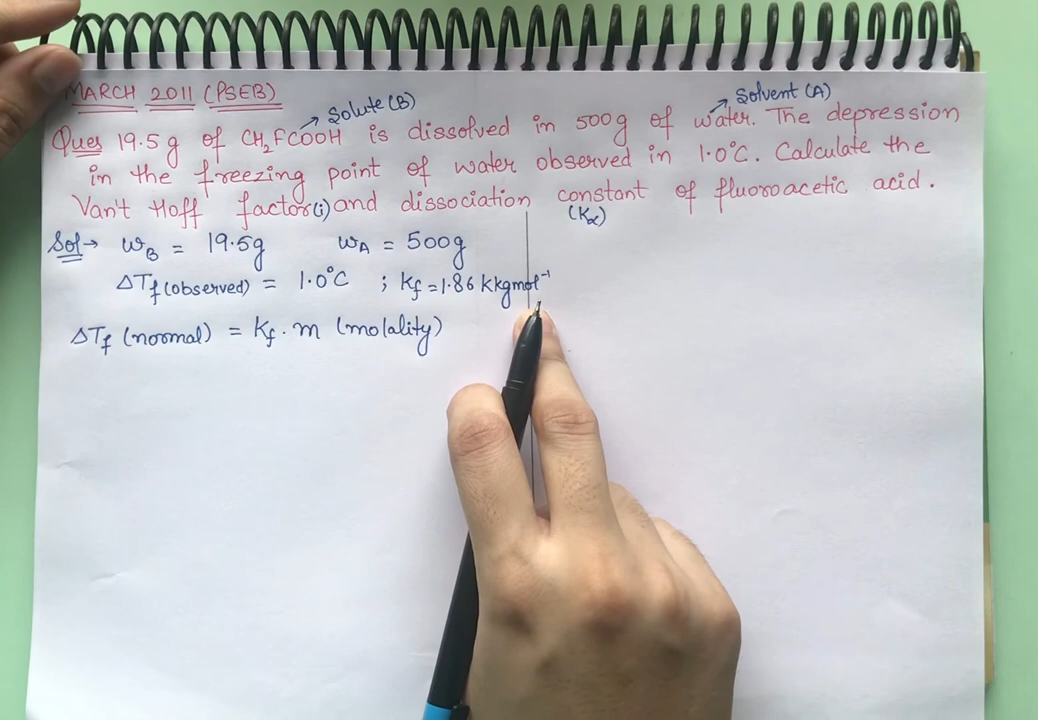 MARCH 2011 (PSEB)
Solute (B)
Solvent (A)
Ques 19.5 g of CH₂FCOOH is dissolved in 500g of water. The depression
in the freezing point of water observed in 1.0°C. Calculate the
Van't Hoff factor(i) and dissociation constant of fluoroacetic acid.
(Kα)
Sol → WB = 19.5g WA = 500g
ΔTf (observed) = 1.0°C ; Kf = 1.86 K kg mol⁻¹
ΔTf (normal) = Kf . m (molality)